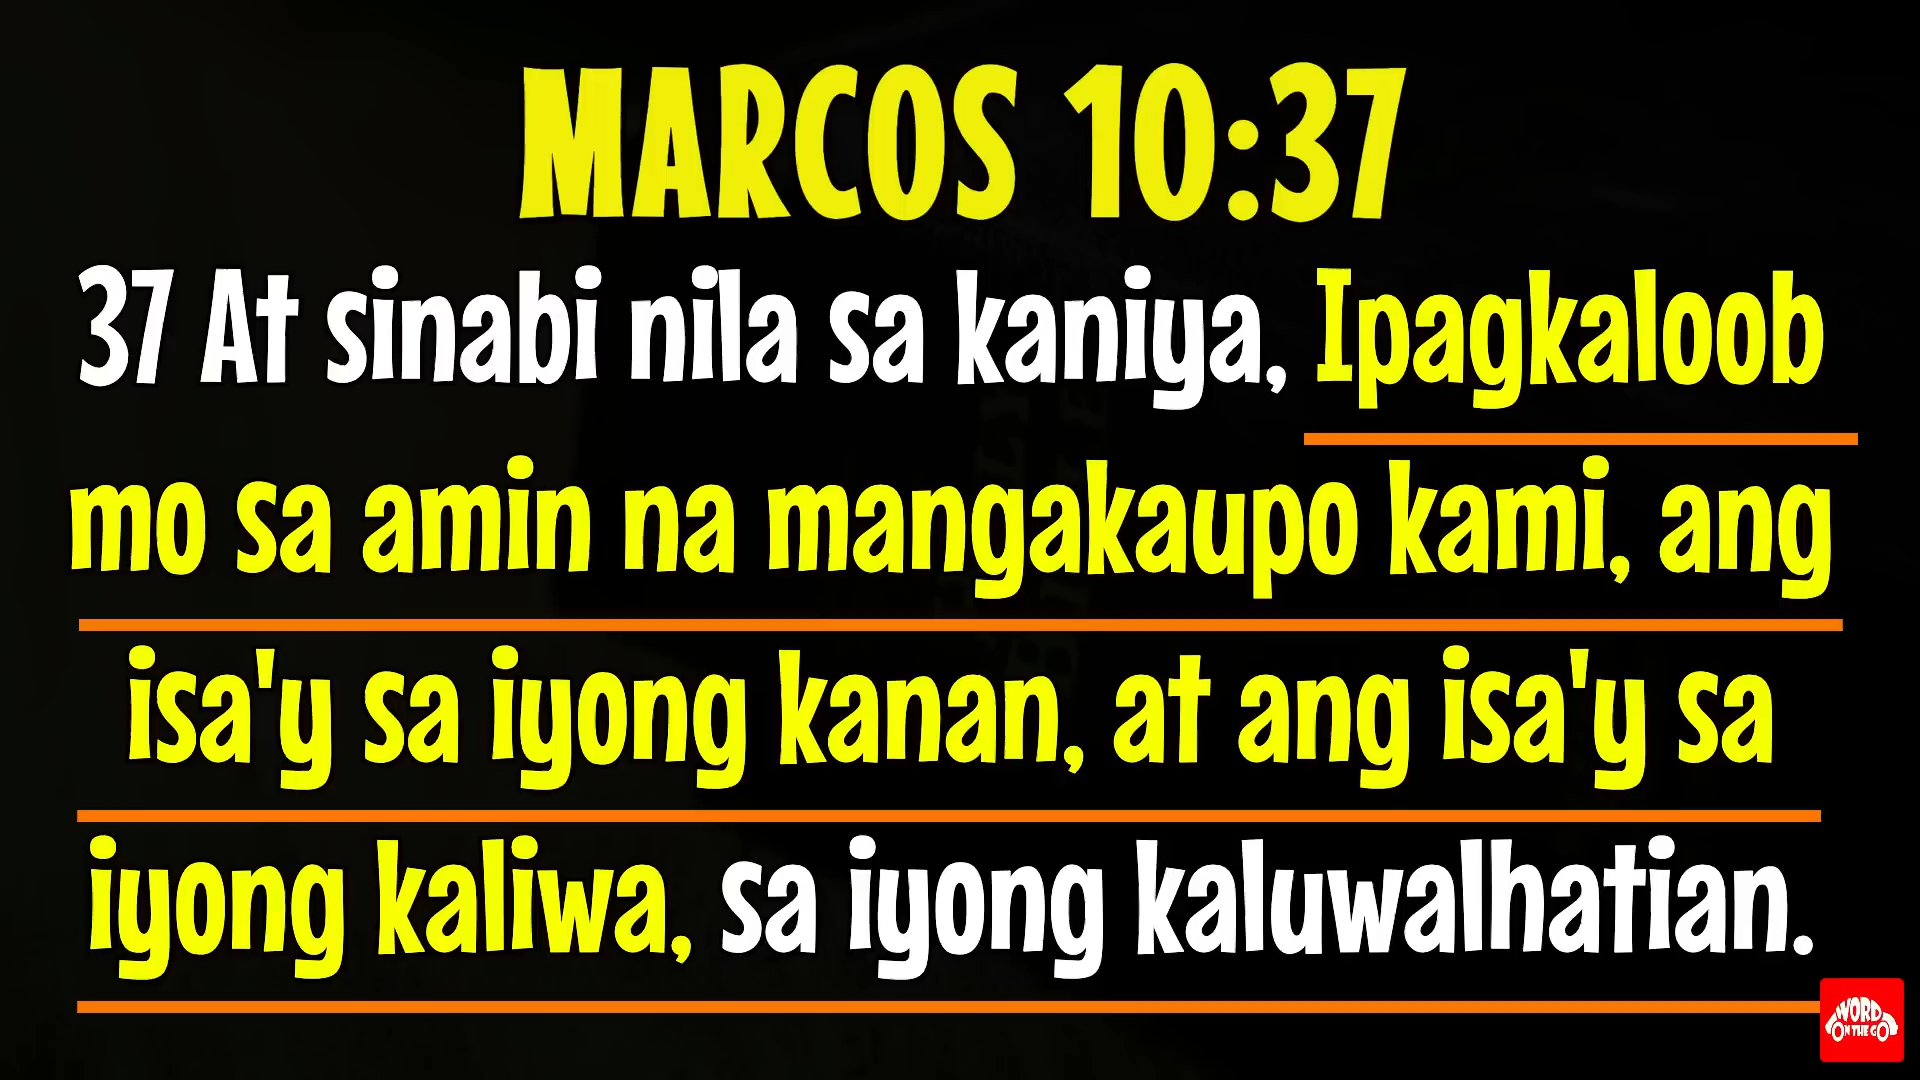 MARCOS 10:37
37 At sinabi nila sa kaniya, Ipagkaloob
mo sa amin na mangakaupo kami, ang
isa'y sa iyong kanan, at ang isa'y sa
iyong kaliwa, sa iyong kaluwalhatian.
WORD
ON THE GO